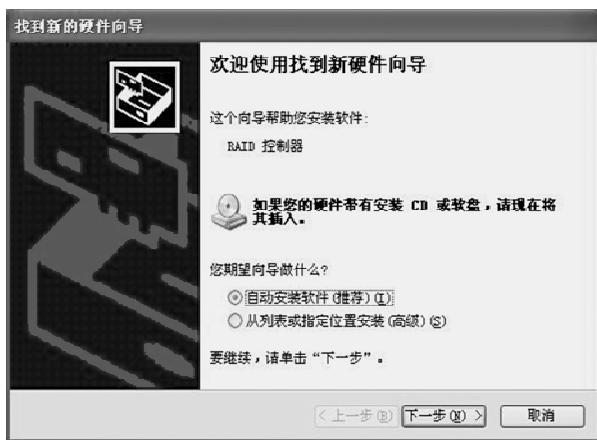 找到新的硬件向导
欢迎使用找到新硬件向导
这个向导帮助您安装软件:
RAID 控制器
如果您的硬件带有安装 CD 或软盘，请现在将
其插入。
您期望向导做什么?
自动安装软件(推荐)(I)
从列表或指定位置安装(高级)(S)
要继续，请单击“下一步”。
<上一步(B) 下一步(N)> 取消